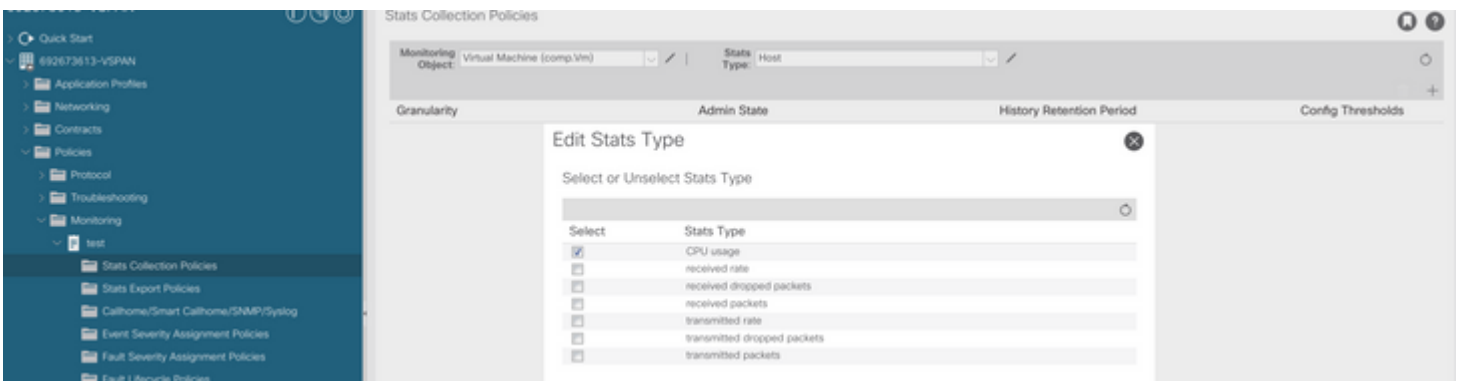 Quick Start
692673613-VSPAN
Application Profiles
Networking
Contracts
Policies
Protocol
Troubleshooting
Monitoring
test
Stats Collection Policies
Stats Export Policies
Callhome/Smart Callhome/SNMP/Syslog
Event Severity Assignment Policies
Fault Severity Assignment Policies
Fault Lifecycle Policies
Stats Collection Policies
Monitoring Object: Virtual Machine (comp.Vm) Stats Type: Host
Granularity Admin State History Retention Period Config Thresholds
Edit Stats Type
Select or Unselect Stats Type
Select Stats Type
CPU usage
received rate
received dropped packets
received packets
transmitted rate
transmitted dropped packets
transmitted packets